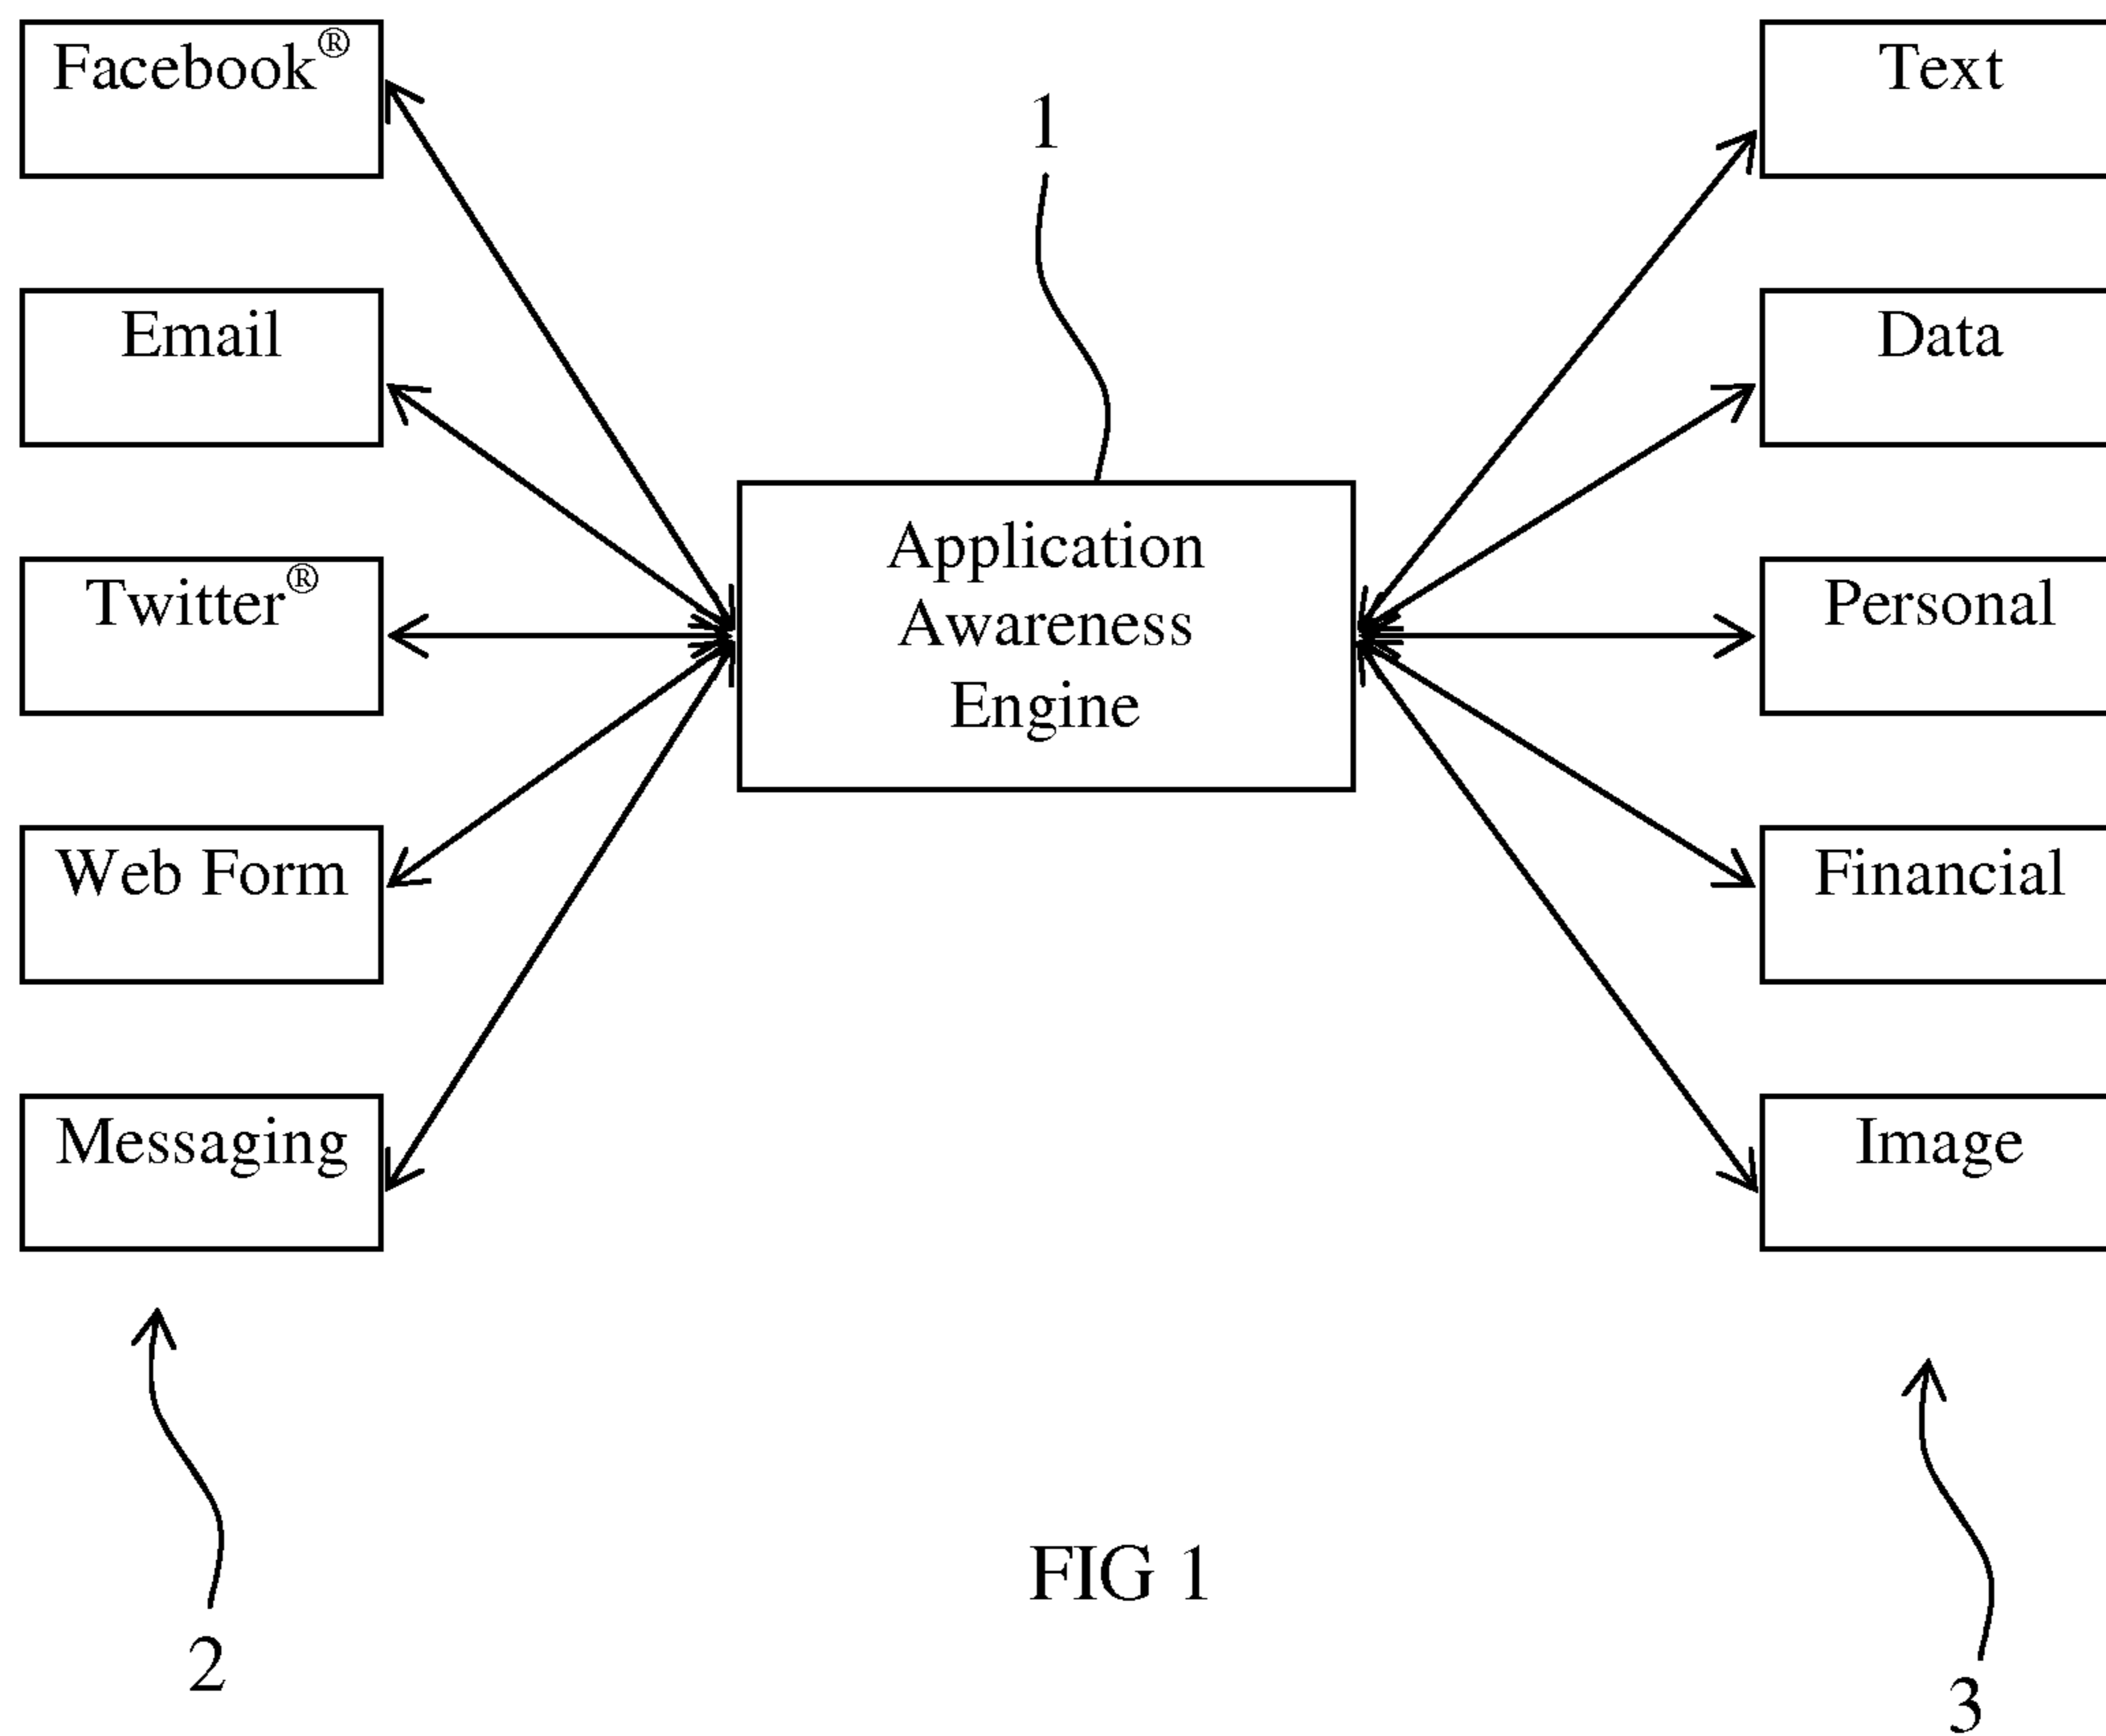 Facebook®
Email
Twitter®
Web Form
Messaging
2
1
Application
Awareness
Engine
FIG 1
Text
Data
Personal
Financial
Image
3